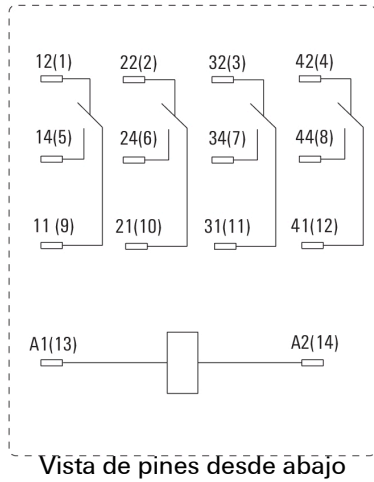 12(1) 22(2) 32(3) 42(4)
14(5) 24(6) 34(7) 44(8)
11 (9) 21(10) 31(11) 41(12)
A1(13) A2(14)
Vista de pines desde abajo